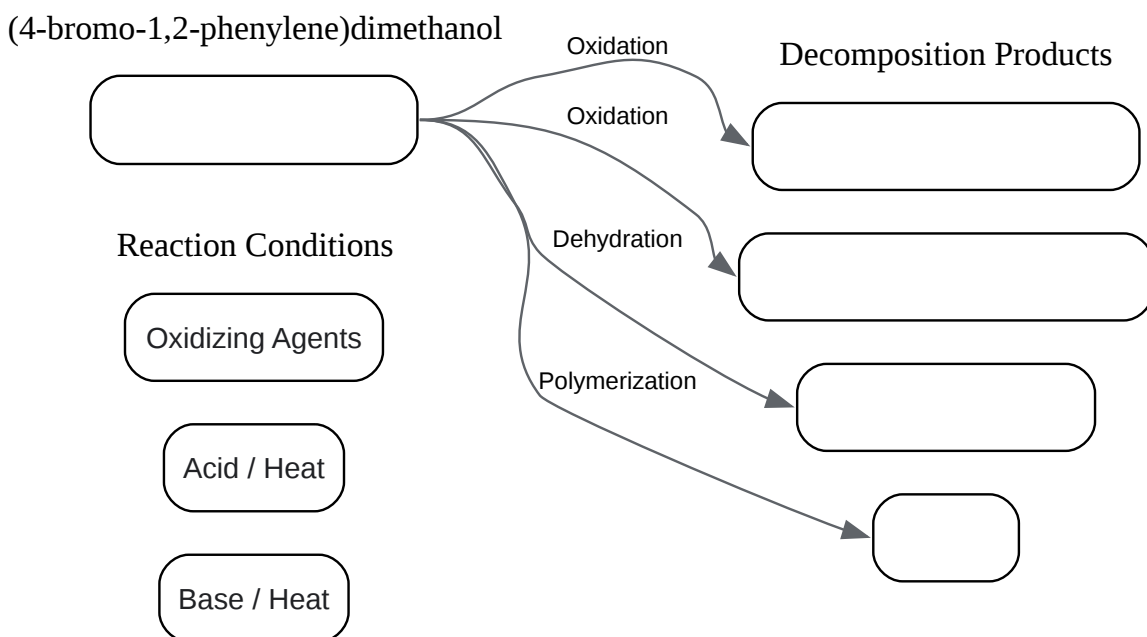 (4-bromo-1,2-phenylene)dimethanol
Oxidation
Decomposition Products
Oxidation
Reaction Conditions
Dehydration
Oxidizing Agents
Polymerization
Acid / Heat
Base / Heat